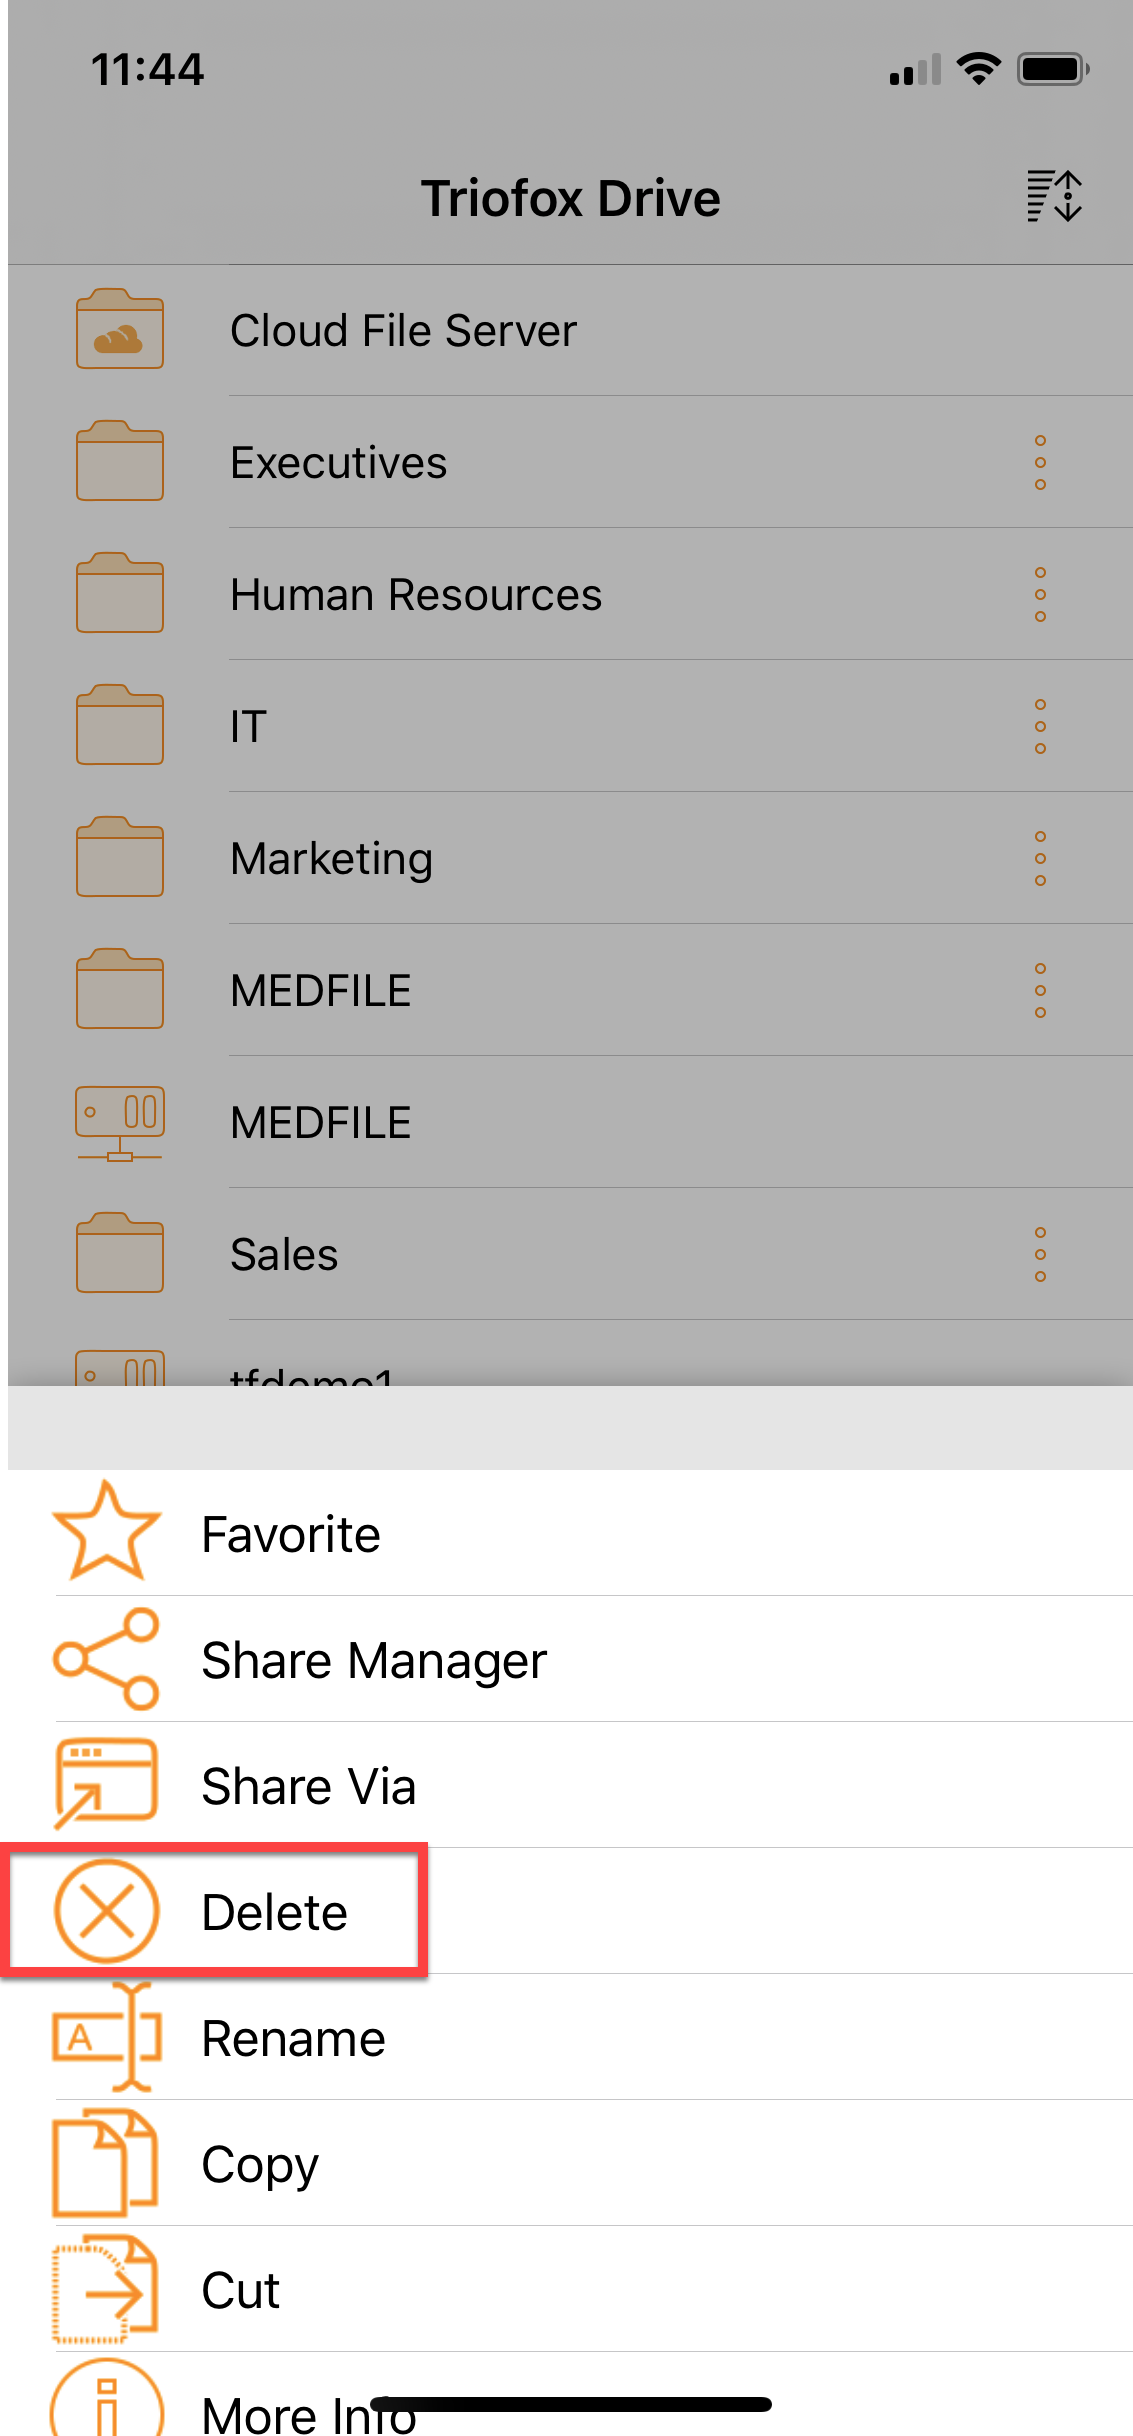 11:44
Triofox Drive
Cloud File Server
Executives
Human Resources
IT
Marketing
MEDFILE
MEDFILE
Sales
tfdemo1
Favorite
Share Manager
Share Via
Delete
A
Rename
Copy
Cut
More Info